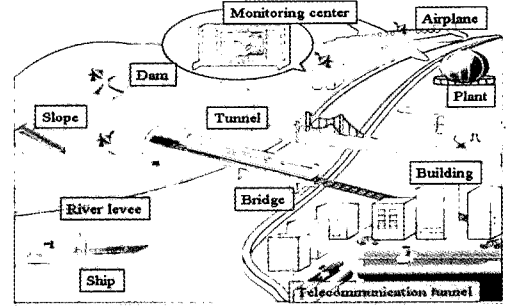 Monitoring center
Airplane
Dam
Plant
Slope
Tunnel
Building
River levee
Bridge
Ship
Telecommunication tunnel